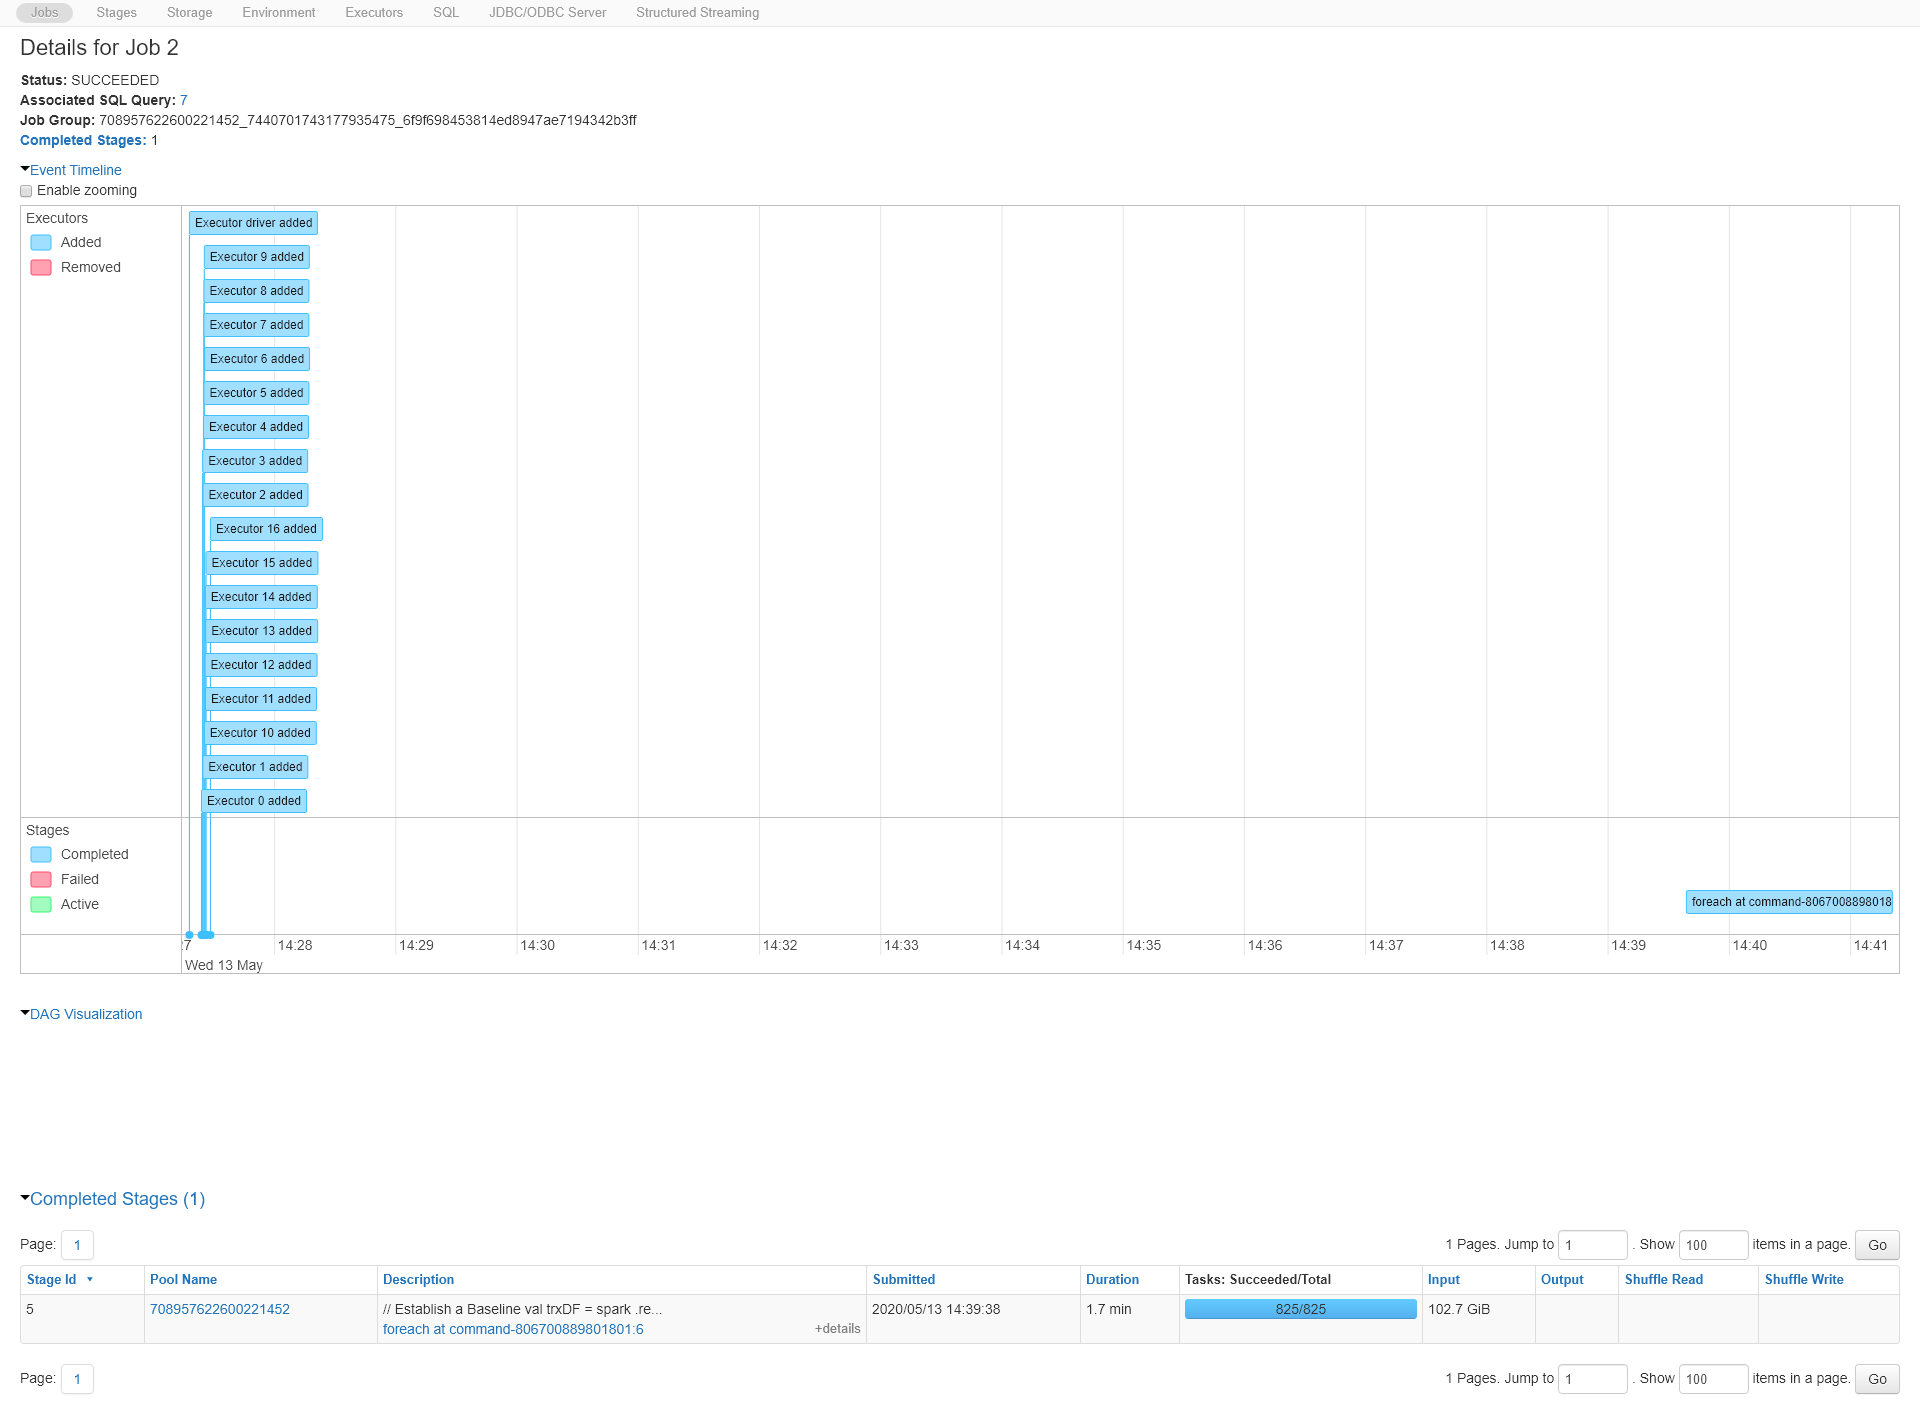 Jobs Stages Storage Environment Executors SQL JDBC/ODBC Server Structured Streaming
Details for Job 2
Status: SUCCEEDED
Associated SQL Query: 7
Job Group: 708957622600221452_7440701743177935475_6f9f698453814ed8947ae7194342b3ff
Completed Stages: 1
Event Timeline
Enable zooming
Executors
Added
Removed
Executor driver added
Executor 9 added
Executor 8 added
Executor 7 added
Executor 6 added
Executor 5 added
Executor 4 added
Executor 3 added
Executor 2 added
Executor 16 added
Executor 15 added
Executor 14 added
Executor 13 added
Executor 12 added
Executor 11 added
Executor 10 added
Executor 1 added
Executor 0 added
Stages
Completed
Failed
Active
foreach at command-8067008898018
:7 14:28 14:29 14:30 14:31 14:32 14:33 14:34 14:35 14:36 14:37 14:38 14:39 14:40 14:41
Wed 13 May
DAG Visualization
Completed Stages (1)
Page: 1 1 Pages. Jump to 1 . Show 100 items in a page. Go
Stage Id Pool Name Description Submitted Duration Tasks: Succeeded/Total Input Output Shuffle Read Shuffle Write
5 708957622600221452 // Establish a Baseline val trxDF = spark .re... 2020/05/13 14:39:38 1.7 min 825/825 102.7 GiB
foreach at command-806700889801801:6 +details
Page: 1 1 Pages. Jump to 1 . Show 100 items in a page. Go